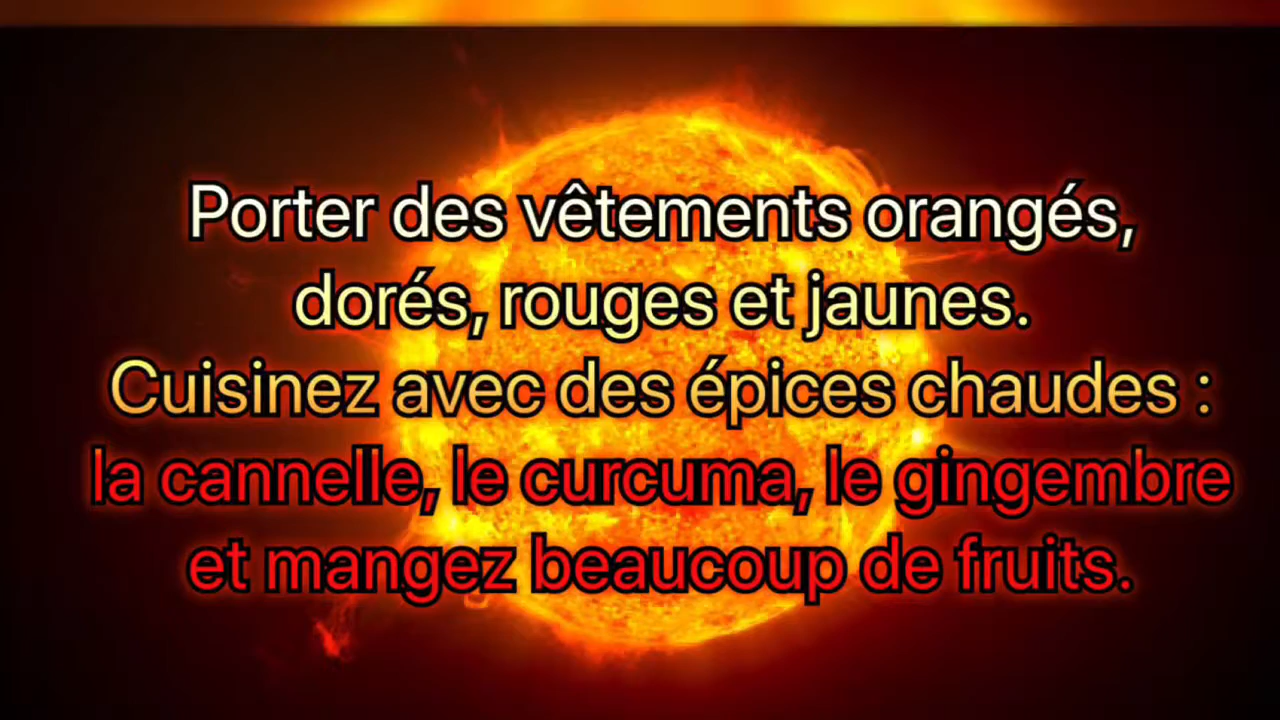 Porter des vêtements orangés,
dorés, rouges et jaunes.
Cuisinez avec des épices chaudes :
la cannelle, le curcuma, le gingembre
et mangez beaucoup de fruits.